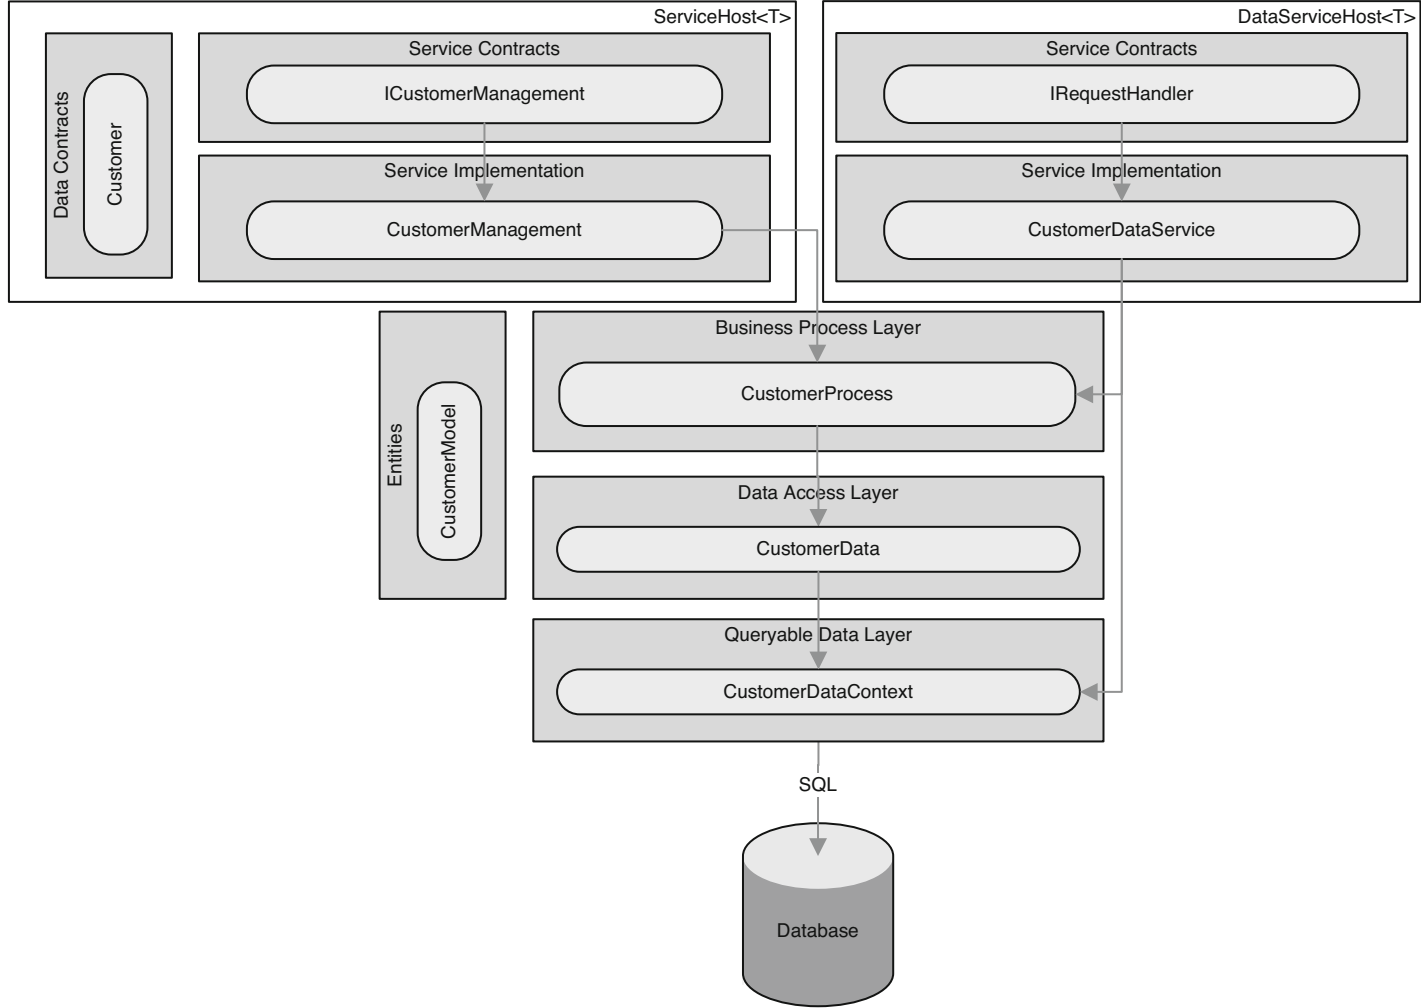 ServiceHost<T>
Data Contracts
Customer
Service Contracts
ICustomerManagement
Service Implementation
CustomerManagement
DataServiceHost<T>
Service Contracts
IRequestHandler
Service Implementation
CustomerDataService
Entities
CustomerModel
Business Process Layer
CustomerProcess
Data Access Layer
CustomerData
Queryable Data Layer
CustomerDataContext
SQL
Database